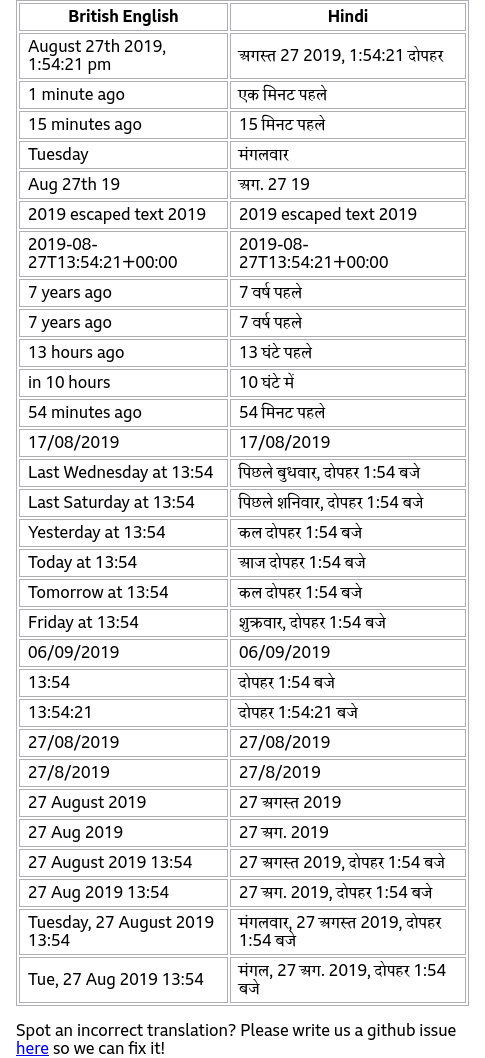 British English Hindi
August 27th 2019, 1:54:21 pm अगस्त 27 2019, 1:54:21 दोपहर
1 minute ago एक मिनट पहले
15 minutes ago 15 मिनट पहले
Tuesday मंगलवार
Aug 27th 19 अग. 27 19
2019 escaped text 2019 2019 escaped text 2019
2019-08-27T13:54:21+00:00 2019-08-27T13:54:21+00:00
7 years ago 7 वर्ष पहले
7 years ago 7 वर्ष पहले
13 hours ago 13 घंटे पहले
in 10 hours 10 घंटे में
54 minutes ago 54 मिनट पहले
17/08/2019 17/08/2019
Last Wednesday at 13:54 पिछले बुधवार, दोपहर 1:54 बजे
Last Saturday at 13:54 पिछले शनिवार, दोपहर 1:54 बजे
Yesterday at 13:54 कल दोपहर 1:54 बजे
Today at 13:54 आज दोपहर 1:54 बजे
Tomorrow at 13:54 कल दोपहर 1:54 बजे
Friday at 13:54 शुक्रवार, दोपहर 1:54 बजे
06/09/2019 06/09/2019
13:54 दोपहर 1:54 बजे
13:54:21 दोपहर 1:54:21 बजे
27/08/2019 27/08/2019
27/8/2019 27/8/2019
27 August 2019 27 अगस्त 2019
27 Aug 2019 27 अग. 2019
27 August 2019 13:54 27 अगस्त 2019, दोपहर 1:54 बजे
27 Aug 2019 13:54 27 अग. 2019, दोपहर 1:54 बजे
Tuesday, 27 August 2019 13:54 मंगलवार, 27 अगस्त 2019, दोपहर 1:54 बजे
Tue, 27 Aug 2019 13:54 मंगल, 27 अग. 2019, दोपहर 1:54 बजे
Spot an incorrect translation? Please write us a github issue
here so we can fix it!